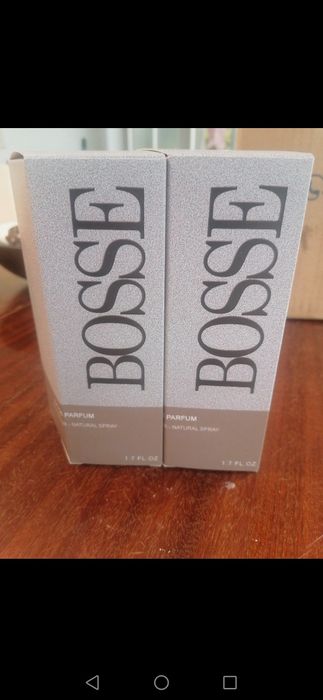 BOSSE
PARFUM
- NATURAL SPRAY
1.7 FL OZ
BOSSE
PARFUM
- NATURAL SPRAY
1.7 FL OZ